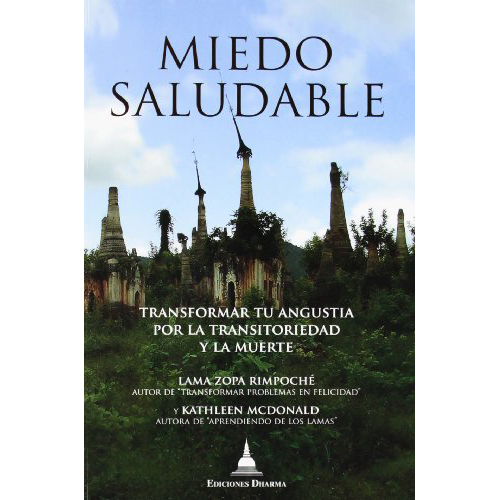 MIEDO
SALUDABLE
TRANSFORMAR TU ANGUSTIA
POR LA TRANSITORIEDAD
Y LA MUERTE
LAMA ZOPA RIMPOCHÉ
AUTOR DE "TRANSFORMAR PROBLEMAS EN FELICIDAD"
Y KATHLEEN MCDONALD
AUTORA DE "APRENDIENDO DE LOS LAMAS"
EDICIONES DHARMA